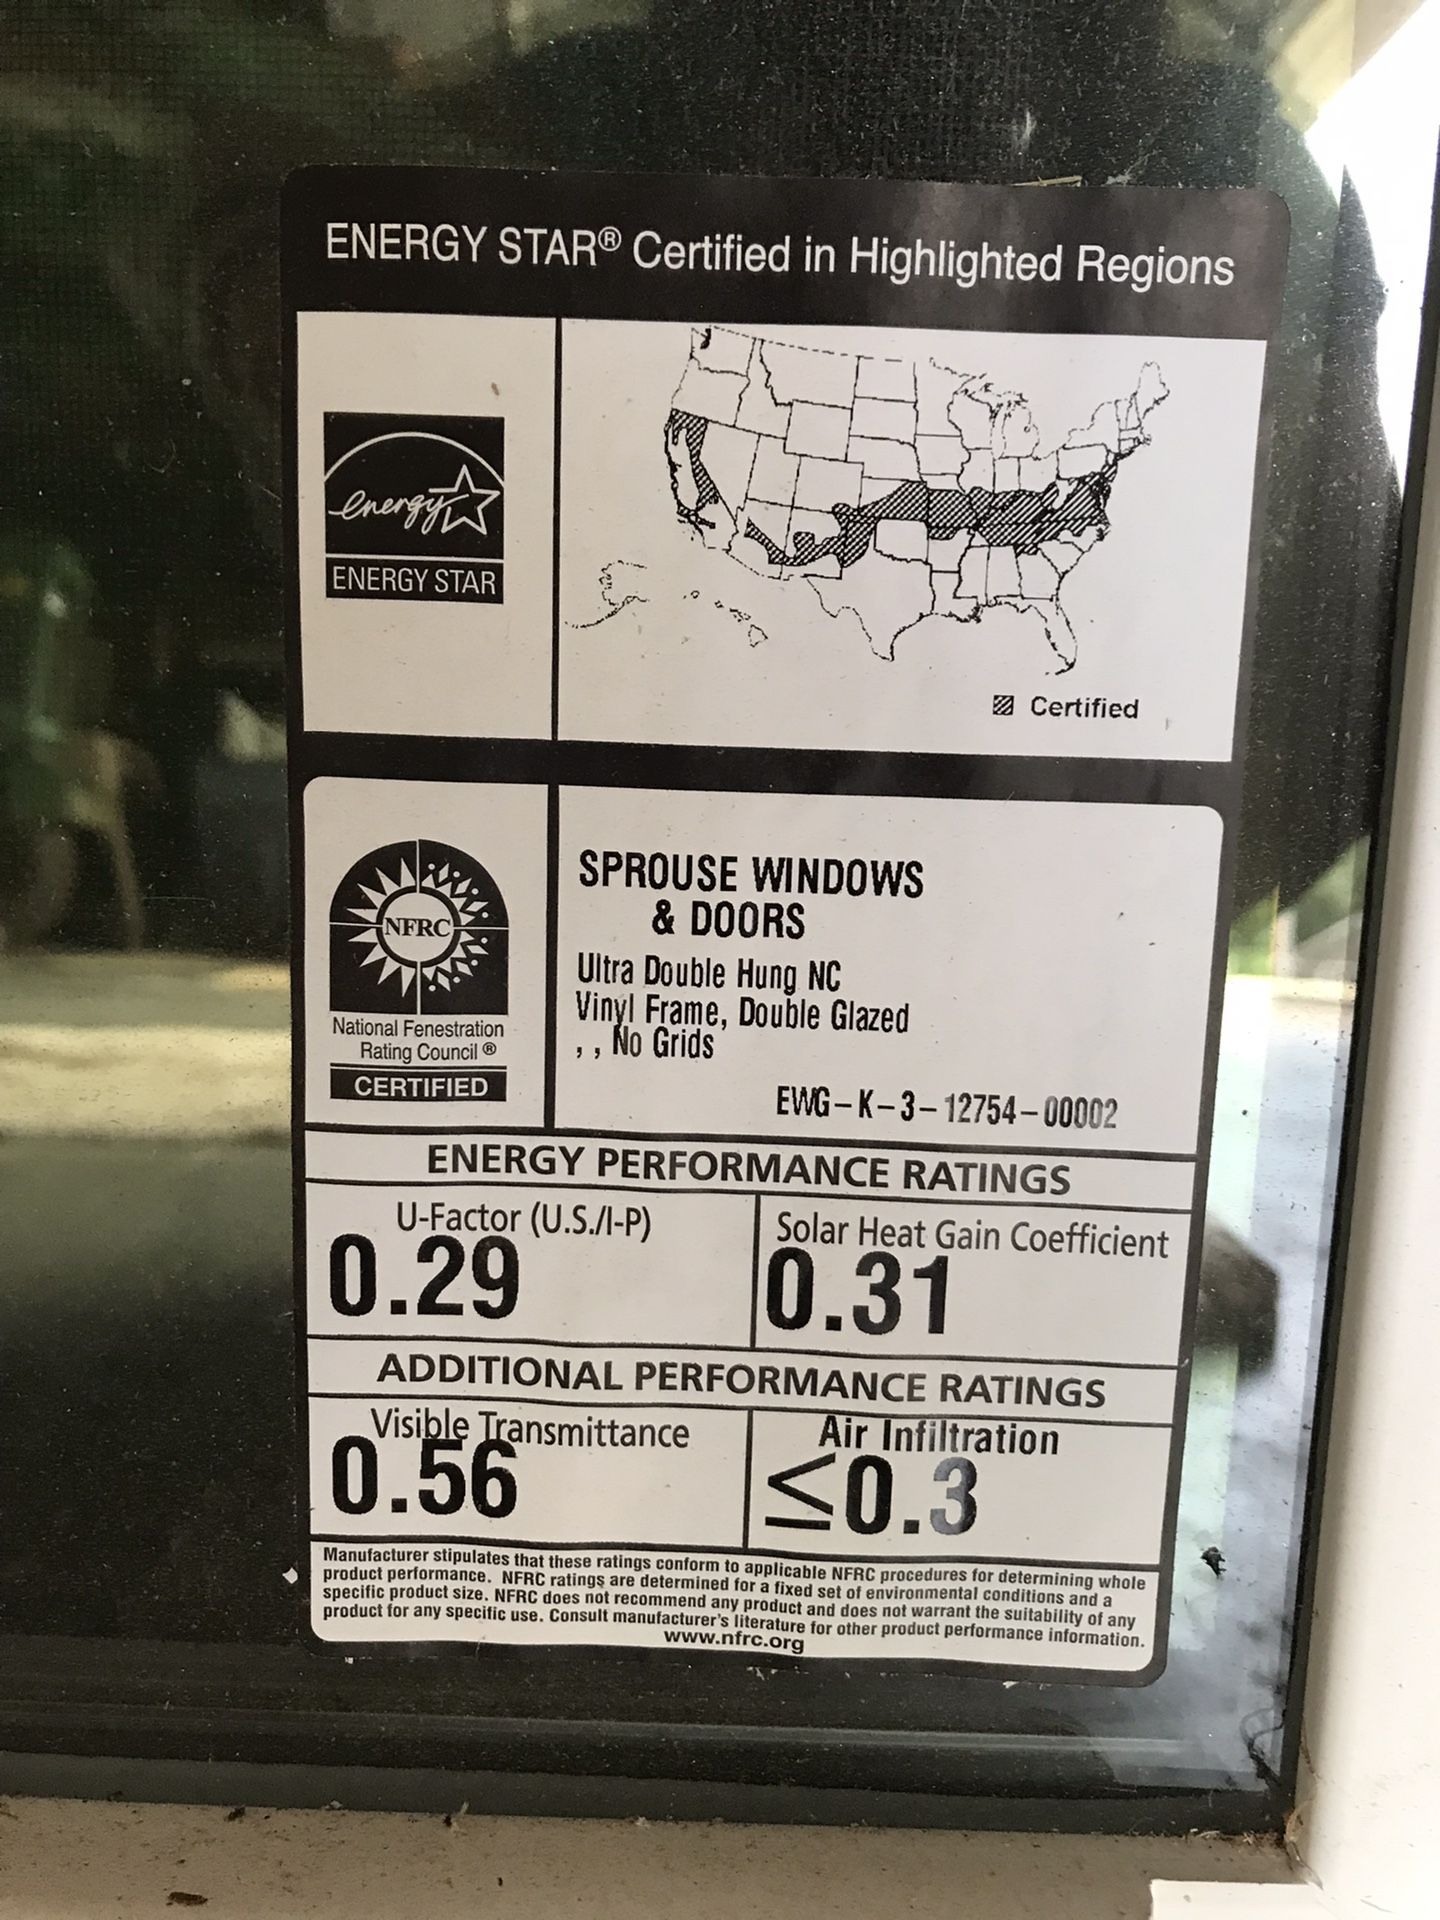 ENERGY STAR® Certified in Highlighted Regions
energy
ENERGY STAR
Certified
NFRC
National Fenestration
Rating Council ®
CERTIFIED
SPROUSE WINDOWS
& DOORS
Ultra Double Hung NC
Vinyl Frame, Double Glazed
, , No Grids
EWG-K-3-12754-00002
ENERGY PERFORMANCE RATINGS
U-Factor (U.S./I-P)
0.29
Solar Heat Gain Coefficient
0.31
ADDITIONAL PERFORMANCE RATINGS
Visible Transmittance
0.56
Air Infiltration
≤0.3
Manufacturer stipulates that these ratings conform to applicable NFRC procedures for determining whole
product performance. NFRC ratings are determined for a fixed set of environmental conditions and a
specific product size. NFRC does not recommend any product and does not warrant the suitability of any
product for any specific use. Consult manufacturer's literature for other product performance information.
www.nfrc.org